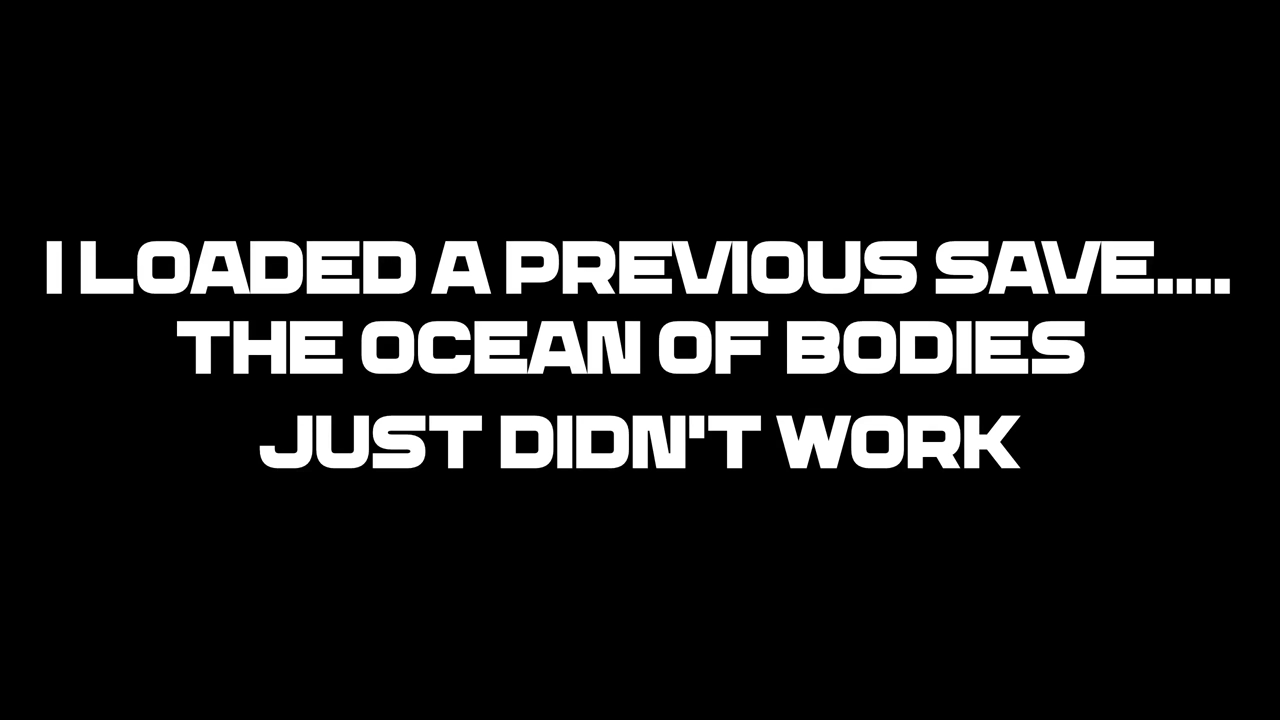 I LOADED A PREVIOUS SAVE....
THE OCEAN OF BODIES
JUST DIDN'T WORK